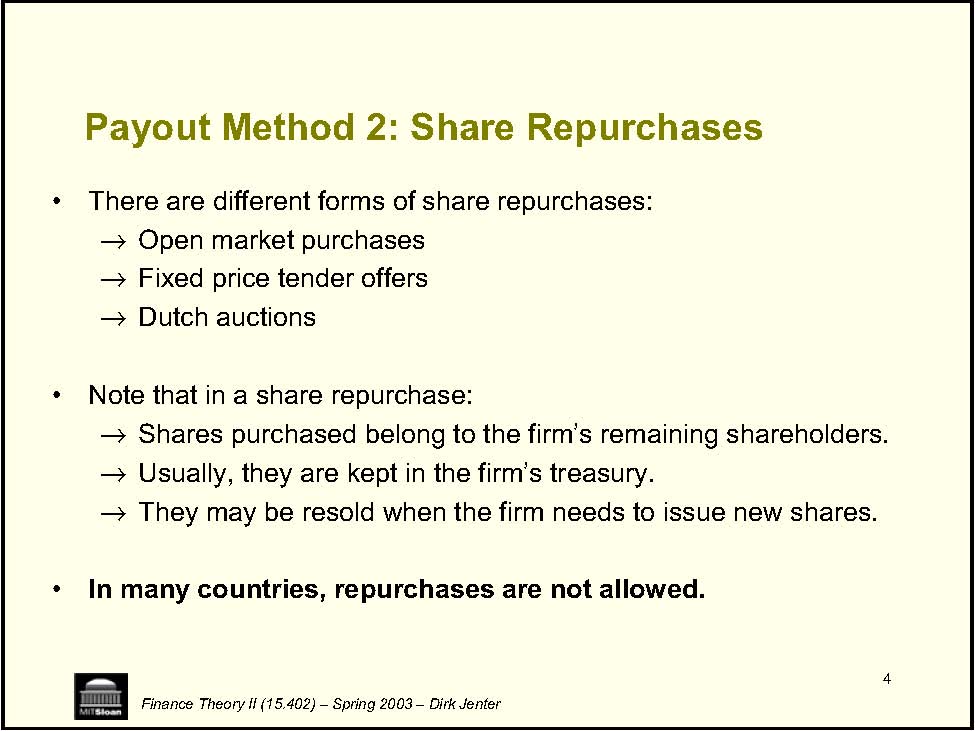 Payout Method 2: Share Repurchases
• There are different forms of share repurchases:
→ Open market purchases
→ Fixed price tender offers
→ Dutch auctions
• Note that in a share repurchase:
→ Shares purchased belong to the firm’s remaining shareholders.
→ Usually, they are kept in the firm’s treasury.
→ They may be resold when the firm needs to issue new shares.
• In many countries, repurchases are not allowed.
4
MITSloan
Finance Theory II (15.402) – Spring 2003 – Dirk Jenter